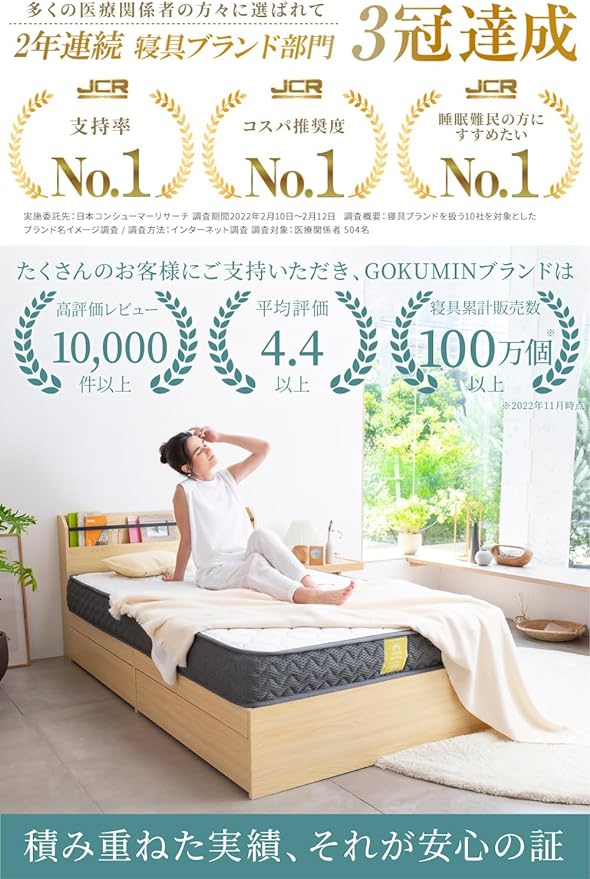 多くの医療関係者の方々に選ばれて
2年連続 寝具ブランド部門
3冠達成
JCR
支持率
No.1
JCR
コスパ推奨度
No.1
JCR
睡眠難民の方に
すすめたい
No.1
実施委託先：日本コンシューマーリサーチ 調査期間2022年2月10日〜2月12日 調査概要：寝具ブランドを扱う10社を対象とした
ブランド名イメージ調査 / 調査方法：インターネット調査 調査対象：医療関係者 504名
たくさんのお客様にご支持いただき、GOKUMINブランドは
高評価レビュー
10,000
件以上
平均評価
4.4
以上
寝具累計販売数
100万個※
以上
※2022年11月時点
積み重ねた実績、それが安心の証